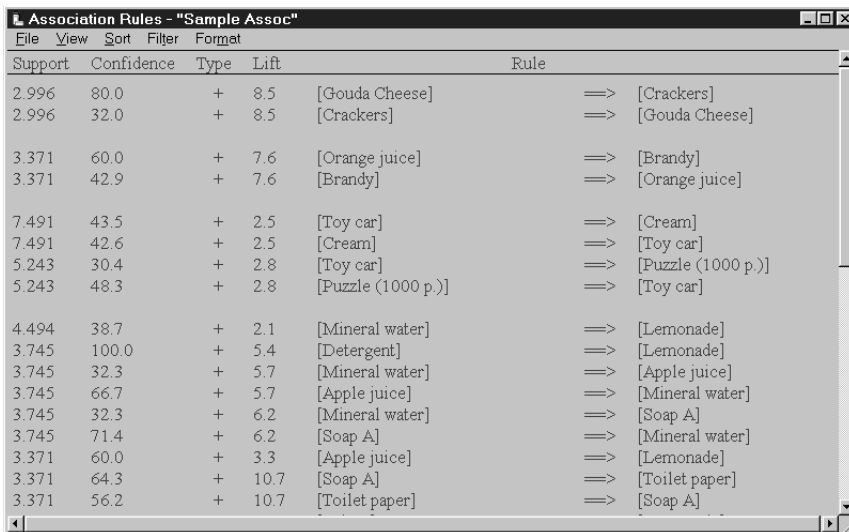 Association Rules - "Sample Assoc"
File View Sort Filter Format
Support Confidence Type Lift Rule
2.996 80.0 + 8.5 [Gouda Cheese] ==> [Crackers]
2.996 32.0 + 8.5 [Crackers] ==> [Gouda Cheese]
3.371 60.0 + 7.6 [Orange juice] ==> [Brandy]
3.371 42.9 + 7.6 [Brandy] ==> [Orange juice]
7.491 43.5 + 2.5 [Toy car] ==> [Cream]
7.491 42.6 + 2.5 [Cream] ==> [Toy car]
5.243 30.4 + 2.8 [Toy car] ==> [Puzzle (1000 p.)]
5.243 48.3 + 2.8 [Puzzle (1000 p.)] ==> [Toy car]
4.494 38.7 + 2.1 [Mineral water] ==> [Lemonade]
3.745 100.0 + 5.4 [Detergent] ==> [Lemonade]
3.745 32.3 + 5.7 [Mineral water] ==> [Apple juice]
3.745 66.7 + 5.7 [Apple juice] ==> [Mineral water]
3.745 32.3 + 6.2 [Mineral water] ==> [Soap A]
3.745 71.4 + 6.2 [Soap A] ==> [Mineral water]
3.371 60.0 + 3.3 [Apple juice] ==> [Lemonade]
3.371 64.3 + 10.7 [Soap A] ==> [Toilet paper]
3.371 56.2 + 10.7 [Toilet paper] ==> [Soap A]